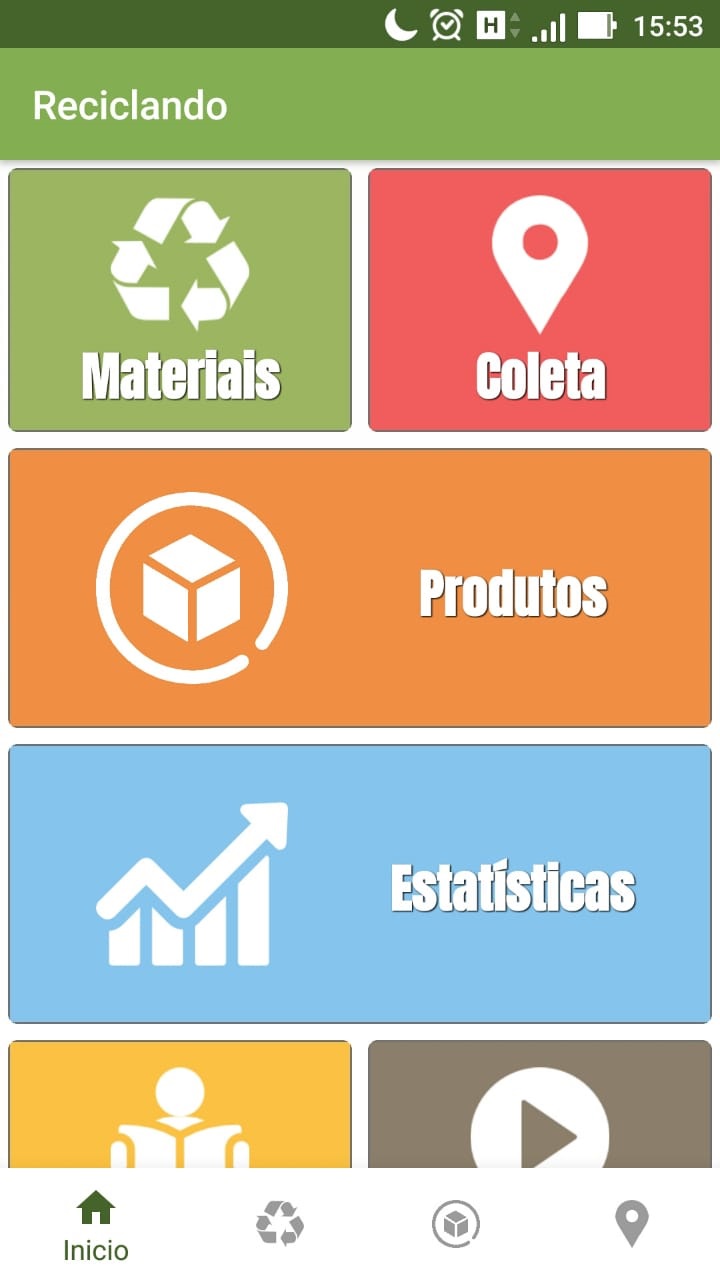 H 15:53
Reciclando
Materiais
Coleta
Produtos
Estatísticas
Inicio